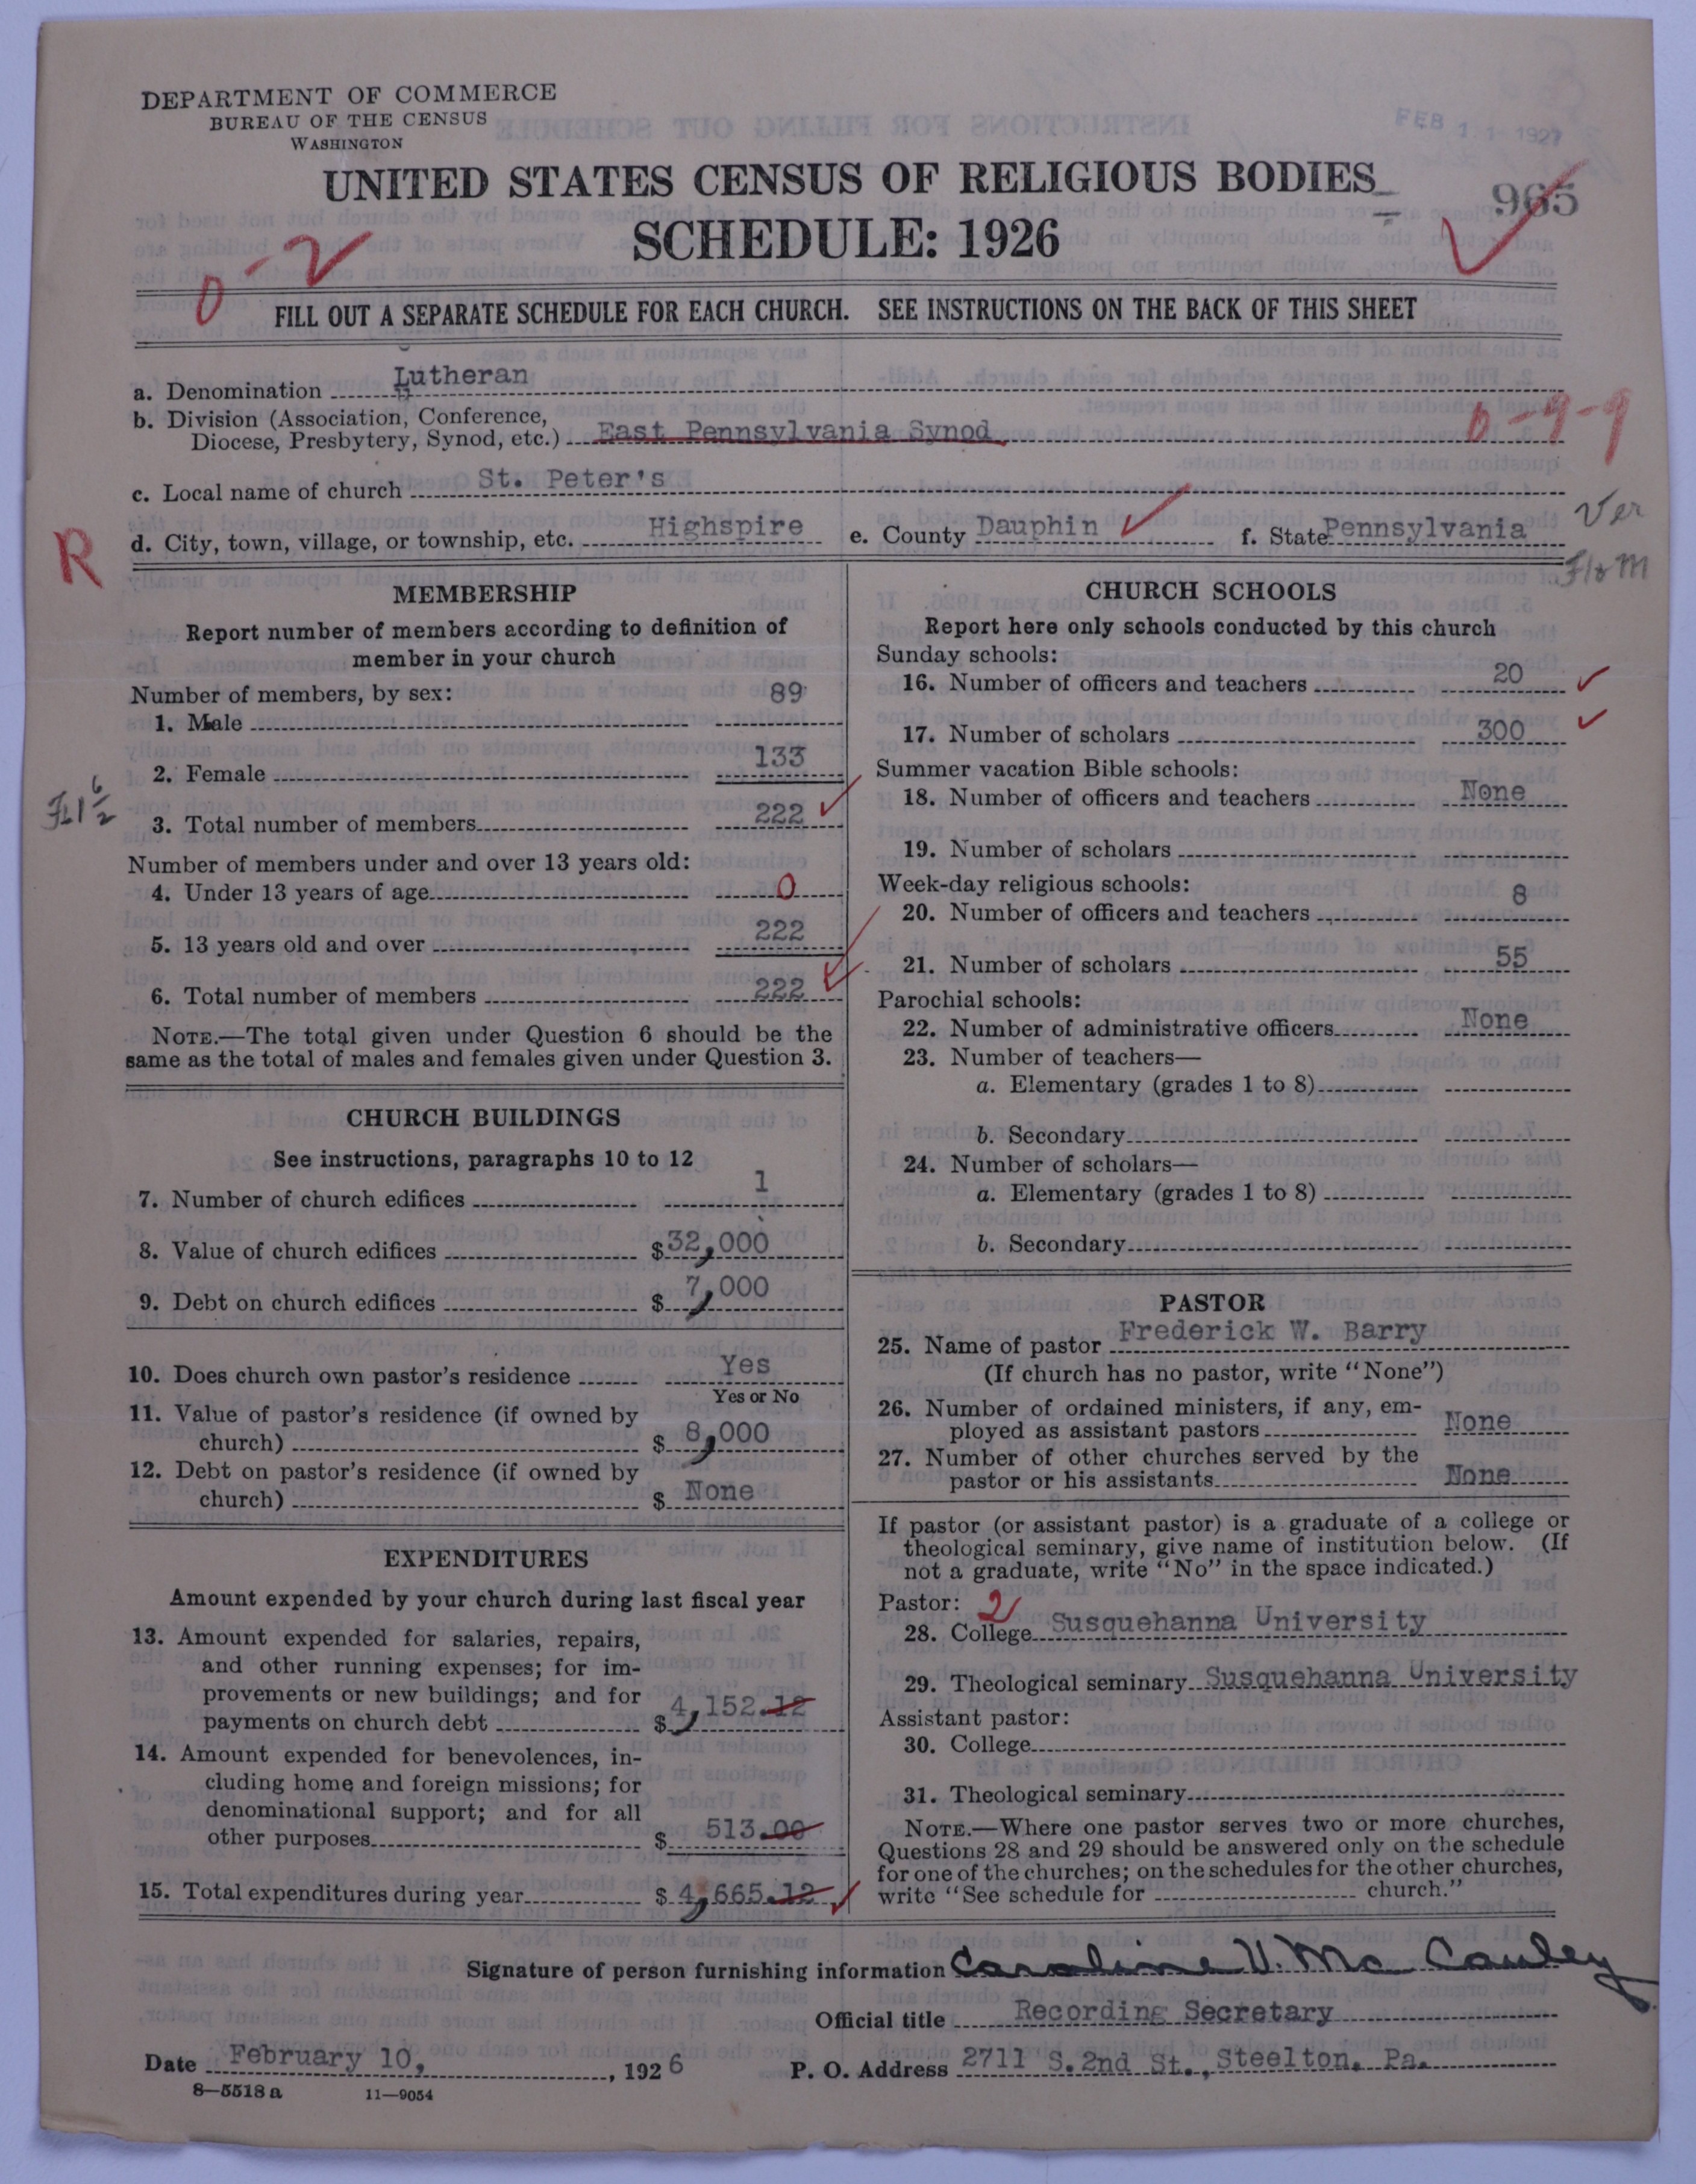 DEPARTMENT OF COMMERCE
BUREAU OF THE CENSUS
WASHINGTON
FEB 11 1927
UNITED STATES CENSUS OF RELIGIOUS BODIES
965
SCHEDULE: 1926
0-2
FILL OUT A SEPARATE SCHEDULE FOR EACH CHURCH. SEE INSTRUCTIONS ON THE BACK OF THIS SHEET
a. Denomination Lutheran
b. Division (Association, Conference,
Diocese, Presbytery, Synod, etc.) East Pennsylvania Synod 0-9-9
c. Local name of church St. Peter's
Ver
d. City, town, village, or township, etc. Highspire e. County Dauphin f. State Pennsylvania
R
MEMBERSHIP
Report number of members according to definition of
member in your church
Number of members, by sex:
1. Male 89
2. Female 133
3. Total number of members 222
Number of members under and over 13 years old:
4. Under 13 years of age 0
5. 13 years old and over 222
6. Total number of members 222
NOTE.—The total given under Question 6 should be the
same as the total of males and females given under Question 3.
CHURCH BUILDINGS
See instructions, paragraphs 10 to 12
7. Number of church edifices 1
8. Value of church edifices $32,000
9. Debt on church edifices $ 7,000
10. Does church own pastor's residence Yes
Yes or No
11. Value of pastor's residence (if owned by
church) $ 8,000
12. Debt on pastor's residence (if owned by
church) $ None
EXPENDITURES
Amount expended by your church during last fiscal year
13. Amount expended for salaries, repairs,
and other running expenses; for im-
provements or new buildings; and for
payments on church debt $ 4,152.12
14. Amount expended for benevolences, in-
cluding home and foreign missions; for
denominational support; and for all
other purposes $ 513.00
15. Total expenditures during year $ 4,665.12
CHURCH SCHOOLS
Report here only schools conducted by this church
Sunday schools:
16. Number of officers and teachers 20
17. Number of scholars 300
Summer vacation Bible schools:
18. Number of officers and teachers None
19. Number of scholars
Week-day religious schools:
20. Number of officers and teachers 8
21. Number of scholars 55
Parochial schools:
22. Number of administrative officers None
23. Number of teachers—
a. Elementary (grades 1 to 8)
b. Secondary
24. Number of scholars—
a. Elementary (grades 1 to 8)
b. Secondary
PASTOR
25. Name of pastor Frederick W. Barry
(If church has no pastor, write "None")
26. Number of ordained ministers, if any, em-
ployed as assistant pastors None
27. Number of other churches served by the
pastor or his assistants None
If pastor (or assistant pastor) is a graduate of a college or
theological seminary, give name of institution below. (If
not a graduate, write "No" in the space indicated.)
Pastor: 2
28. College Susquehanna University
29. Theological seminary Susquehanna University
Assistant pastor:
30. College
31. Theological seminary
NOTE.—Where one pastor serves two or more churches,
Questions 28 and 29 should be answered only on the schedule
for one of the churches; on the schedules for the other churches,
write "See schedule for church."
Signature of person furnishing information Caroline V. McCauley
Official title Recording Secretary
Date February 10, 1926 P. O. Address 2711 S. 2nd St., Steelton, Pa.
8—5518 a 11—9054